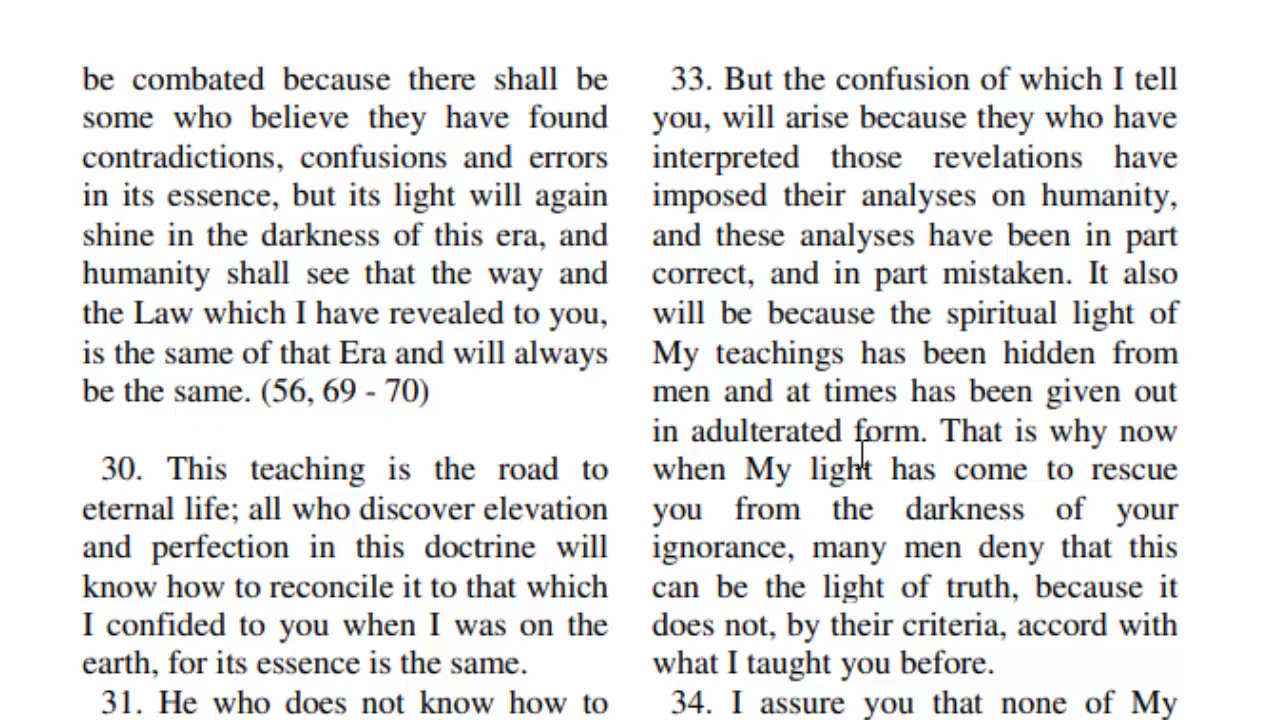 be combated because there shall be
some who believe they have found
contradictions, confusions and errors
in its essence, but its light will again
shine in the darkness of this era, and
humanity shall see that the way and
the Law which I have revealed to you,
is the same of that Era and will always
be the same. (56, 69 - 70)
30. This teaching is the road to
eternal life; all who discover elevation
and perfection in this doctrine will
know how to reconcile it to that which
I confided to you when I was on the
earth, for its essence is the same.
31. He who does not know how to
33. But the confusion of which I tell
you, will arise because they who have
interpreted those revelations have
imposed their analyses on humanity,
and these analyses have been in part
correct, and in part mistaken. It also
will be because the spiritual light of
My teachings has been hidden from
men and at times has been given out
in adulterated form. That is why now
when My light has come to rescue
you from the darkness of your
ignorance, many men deny that this
can be the light of truth, because it
does not, by their criteria, accord with
what I taught you before.
34. I assure you that none of My